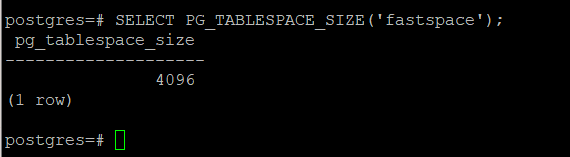 postgres=# SELECT PG_TABLESPACE_SIZE('fastspace');
 pg_tablespace_size
--------------------
               4096
(1 row)
postgres=#